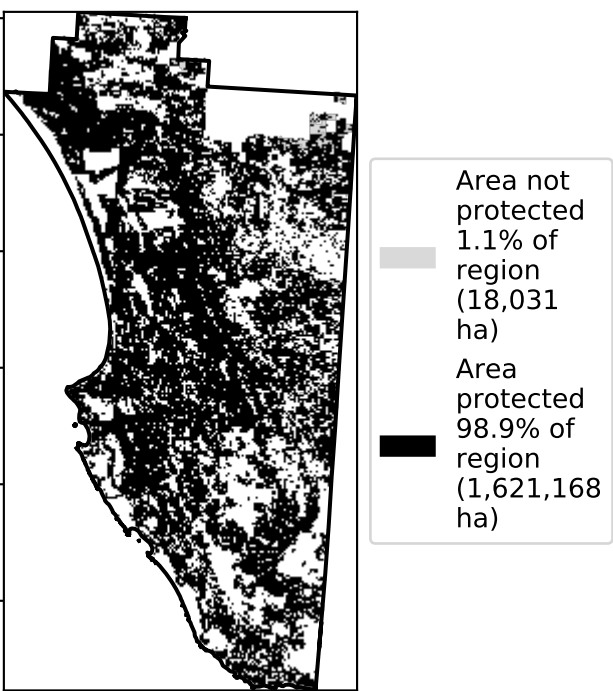 Area not
protected
1.1% of
region
(18,031
ha)
Area
protected
98.9% of
region
(1,621,168
ha)